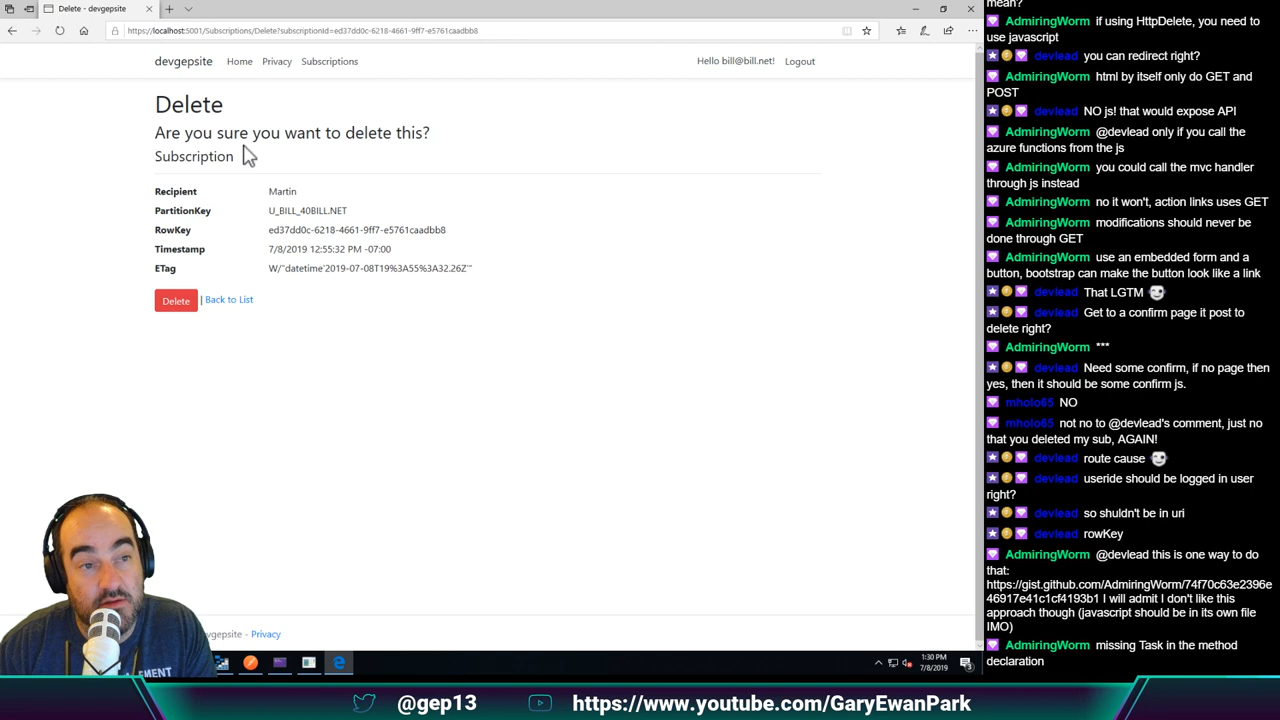 Delete - devgepsite
https://localhost:5001/Subscriptions/Delete?subscriptionId=ed37dd0c-6218-4661-9ff7-e5761caadbb8
devgepsite
Home
Privacy
Subscriptions
Hello bill@bill.net!
Logout
Delete
Are you sure you want to delete this?
Subscription
Recipient Martin
PartitionKey U_BILL_40BILL.NET
RowKey ed37dd0c-6218-4661-9ff7-e5761caadbb8
Timestamp 7/8/2019 12:55:32 PM -07:00
ETag W/"datetime'2019-07-08T19%3A55%3A32.26Z'"
Delete | Back to List
vgepsite - Privacy
1:30 PM
7/8/2019
3
EMENT
mean?
AdmiringWorm if using HttpDelete, you need to
use javascript
devlead you can redirect right?
AdmiringWorm html by itself only do GET and
POST
devlead NO js! that would expose API
AdmiringWorm @devlead only if you call the
azure functions from the js
AdmiringWorm you could call the mvc handler
through js instead
AdmiringWorm no it won't, action links uses GET
AdmiringWorm modifications should never be
done through GET
AdmiringWorm use an embedded form and a
button, bootstrap can make the button look like a link
devlead That LGTM
devlead Get to a confirm page it post to
delete right?
AdmiringWorm ***
devlead Need some confirm, if no page then
yes, then it should be some confirm js.
mholo65 NO
mholo65 not no to @devlead's comment, just no
that you deleted my sub, AGAIN!
devlead route cause
devlead useride should be logged in user
right?
devlead so shuldn't be in uri
devlead rowKey
AdmiringWorm @devlead this is one way to do
that:
https://gist.github.com/AdmiringWorm/74f70c63e2396e
46917e41c1cf4193b1 I will admit I don't like this
approach though (javascript should be in its own file
IMO)
AdmiringWorm missing Task in the method
declaration
@gep13
https://www.youtube.com/GaryEwanPark